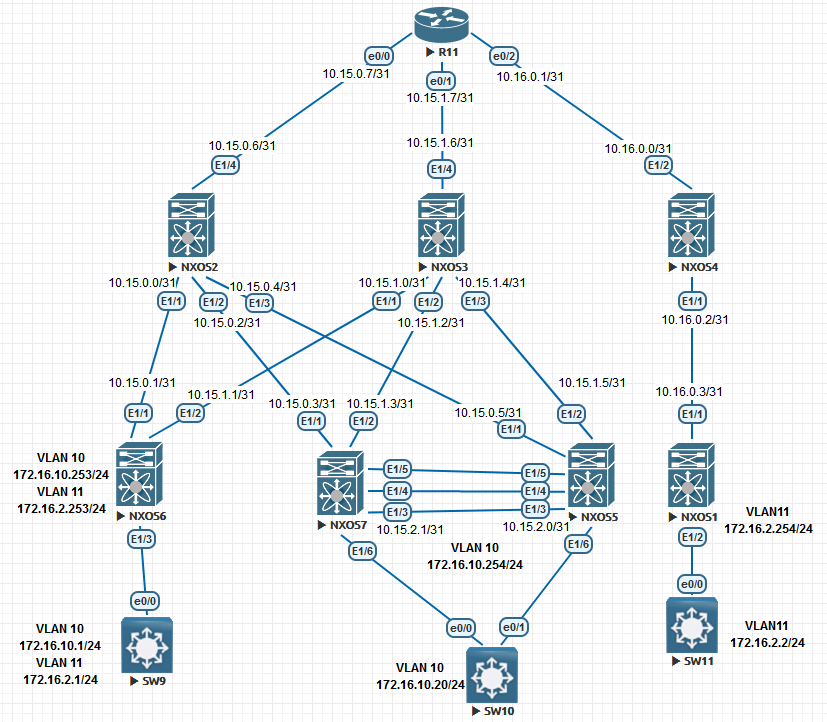 R11
e0/0
e0/2
10.15.0.7/31
e0/1
10.16.0.1/31
10.15.1.7/31
10.15.0.6/31
10.15.1.6/31
10.16.0.0/31
E1/4
E1/4
E1/2
NXOS2
NXOS3
NXOS4
10.15.0.0/31
10.15.0.4/31
10.15.1.0/31
10.15.1.4/31
E1/1
E1/2
E1/3
E1/1
E1/2
E1/3
E1/1
10.15.0.2/31
10.15.1.2/31
10.16.0.2/31
10.15.0.1/31
10.15.1.1/31
10.15.0.3/31
10.15.1.3/31
10.15.1.5/31
10.16.0.3/31
10.15.0.5/31
E1/1
E1/2
E1/1
E1/2
E1/1
E1/2
E1/1
VLAN 10
172.16.10.253/24
VLAN 11
172.16.2.253/24
E1/5
E1/4
E1/3
E1/5
E1/4
E1/3
NXOS6
NXOS7
NXOS5
NXOS1
VLAN11
172.16.2.254/24
10.15.2.1/31
10.15.2.0/31
E1/3
E1/6
E1/6
E1/2
VLAN 10
172.16.10.254/24
e0/0
e0/0
e0/1
e0/0
VLAN 10
172.16.10.1/24
VLAN 11
172.16.2.1/24
SW9
VLAN 10
172.16.10.20/24
SW10
VLAN11
172.16.2.2/24
SW11